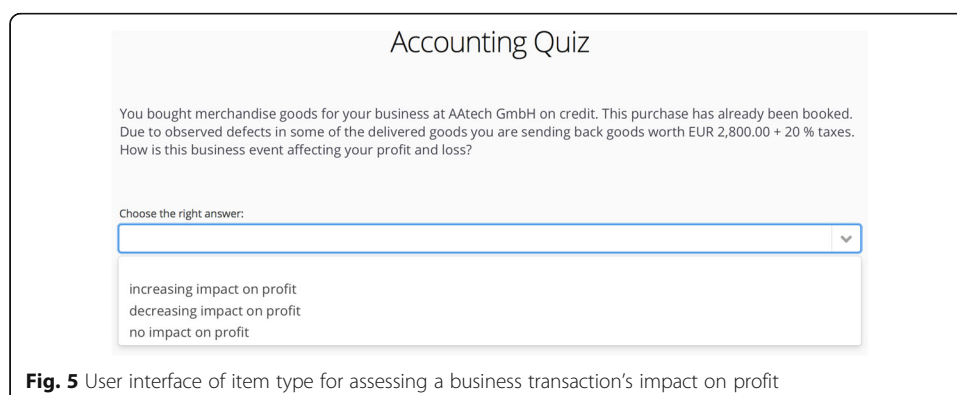 Accounting Quiz
You bought merchandise goods for your business at AAtech GmbH on credit. This purchase has already been booked.
Due to observed defects in some of the delivered goods you are sending back goods worth EUR 2,800.00 + 20 % taxes.
How is this business event affecting your profit and loss?
Choose the right answer:
increasing impact on profit
decreasing impact on profit
no impact on profit
Fig. 5 User interface of item type for assessing a business transaction's impact on profit